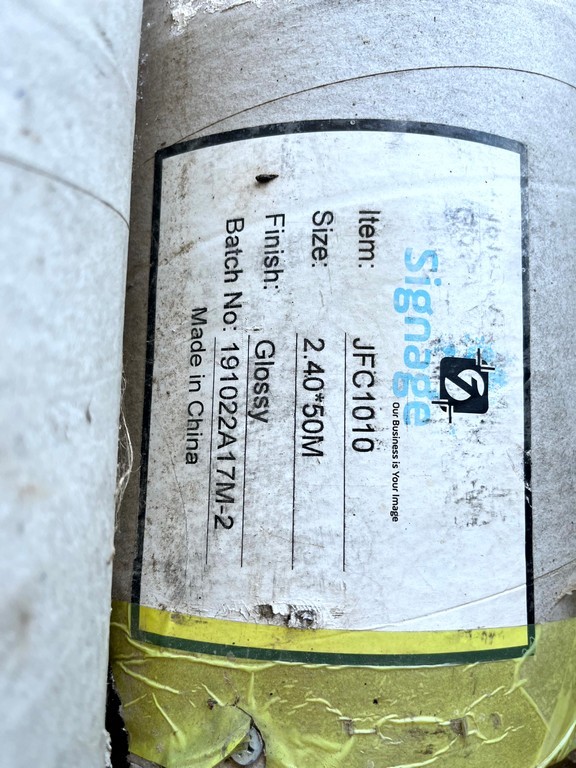 Signage
Our Business is Your Image
Item: JFC1010
Size: 2.40*50M
Finish: Glossy
Batch No: 191022A17M-2
Made in China